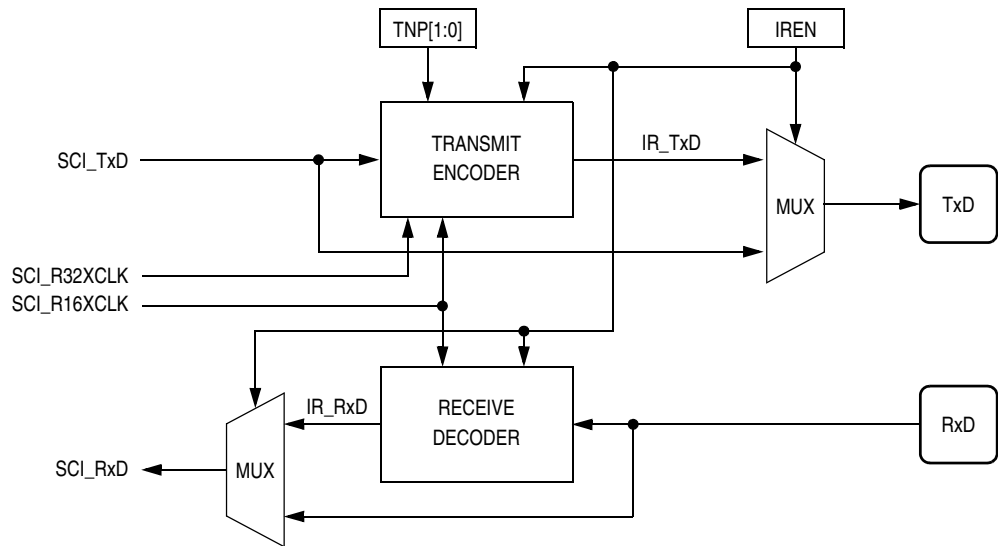 TNP[1:0]
IREN
SCI_TxD
TRANSMIT
ENCODER
IR_TxD
MUX
TxD
SCI_R32XCLK
SCI_R16XCLK
IR_RxD
RECEIVE
DECODER
RxD
SCI_RxD
MUX